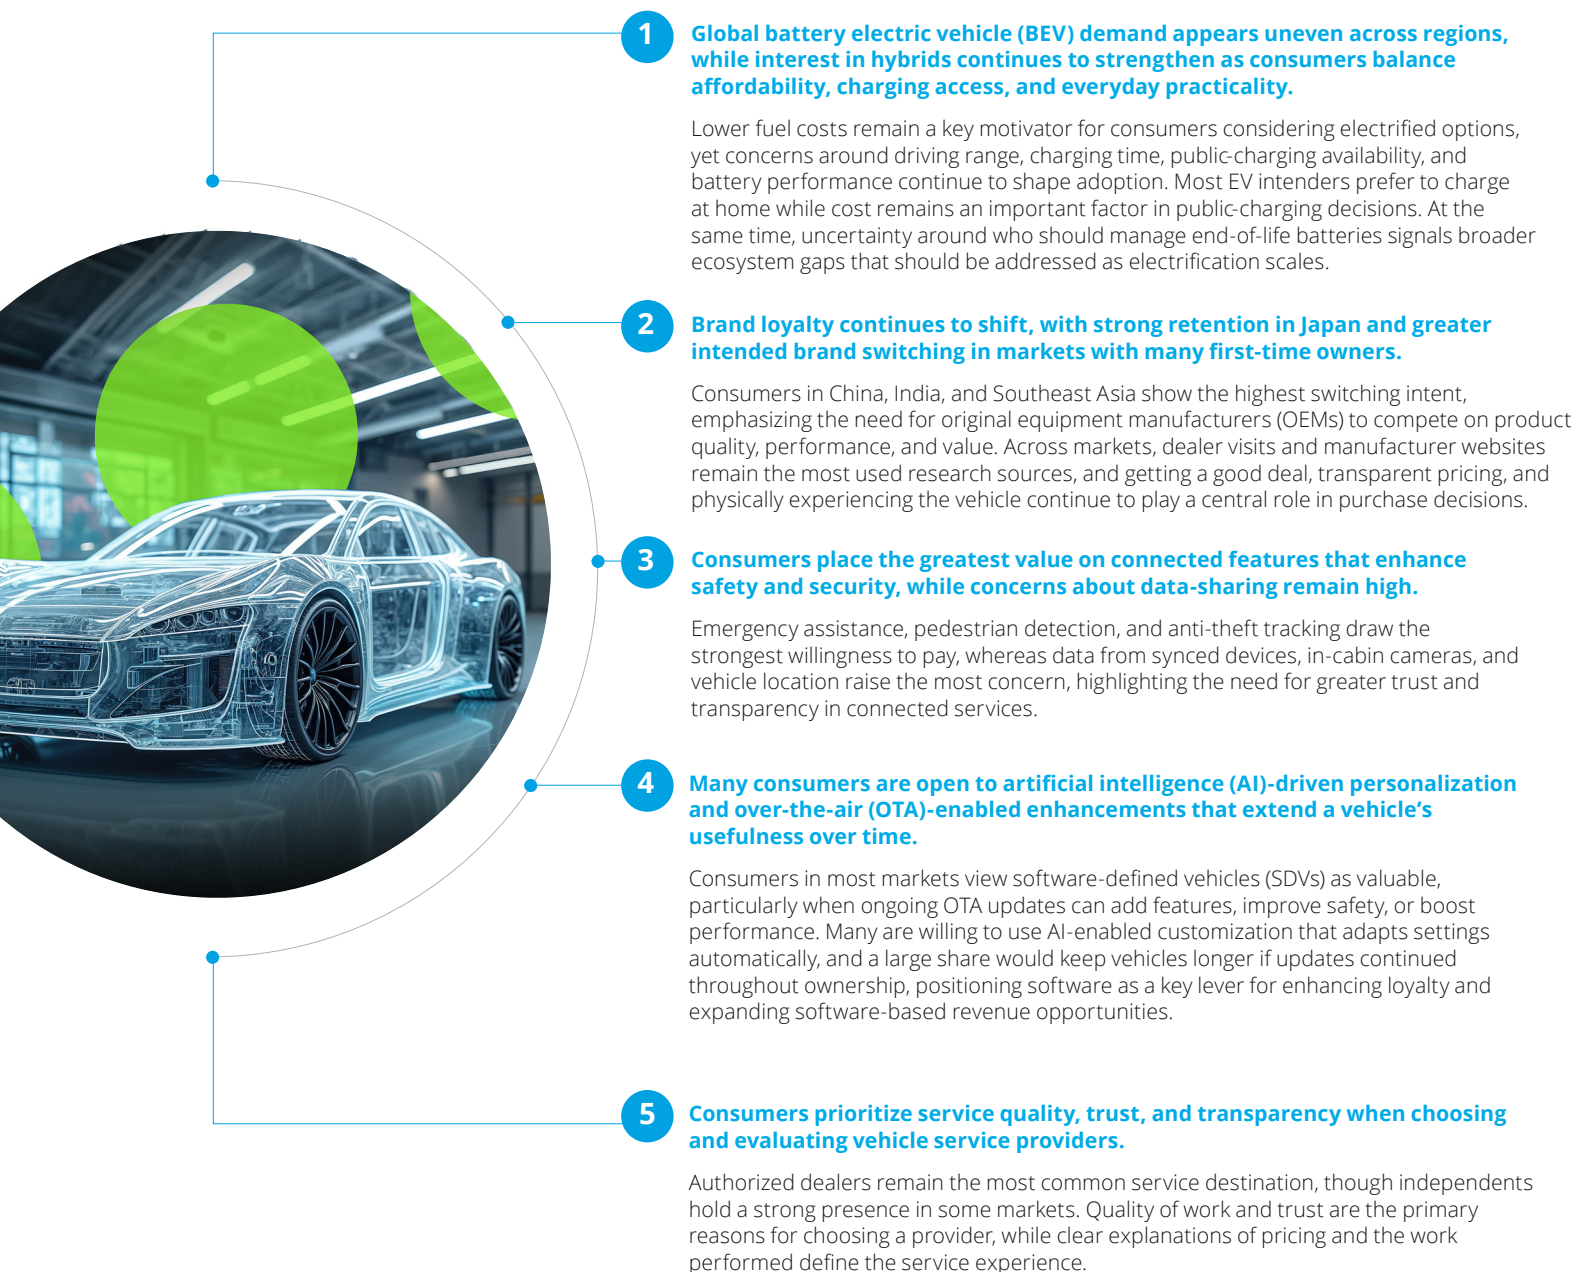 1
Global battery electric vehicle (BEV) demand appears uneven across regions,
while interest in hybrids continues to strengthen as consumers balance
affordability, charging access, and everyday practicality.
Lower fuel costs remain a key motivator for consumers considering electrified options,
yet concerns around driving range, charging time, public-charging availability, and
battery performance continue to shape adoption. Most EV intenders prefer to charge
at home while cost remains an important factor in public-charging decisions. At the
same time, uncertainty around who should manage end-of-life batteries signals broader
ecosystem gaps that should be addressed as electrification scales.
2
Brand loyalty continues to shift, with strong retention in Japan and greater
intended brand switching in markets with many first-time owners.
Consumers in China, India, and Southeast Asia show the highest switching intent,
emphasizing the need for original equipment manufacturers (OEMs) to compete on product
quality, performance, and value. Across markets, dealer visits and manufacturer websites
remain the most used research sources, and getting a good deal, transparent pricing, and
physically experiencing the vehicle continue to play a central role in purchase decisions.
3
Consumers place the greatest value on connected features that enhance
safety and security, while concerns about data-sharing remain high.
Emergency assistance, pedestrian detection, and anti-theft tracking draw the
strongest willingness to pay, whereas data from synced devices, in-cabin cameras, and
vehicle location raise the most concern, highlighting the need for greater trust and
transparency in connected services.
4
Many consumers are open to artificial intelligence (AI)-driven personalization
and over-the-air (OTA)-enabled enhancements that extend a vehicle’s
usefulness over time.
Consumers in most markets view software-defined vehicles (SDVs) as valuable,
particularly when ongoing OTA updates can add features, improve safety, or boost
performance. Many are willing to use AI-enabled customization that adapts settings
automatically, and a large share would keep vehicles longer if updates continued
throughout ownership, positioning software as a key lever for enhancing loyalty and
expanding software-based revenue opportunities.
5
Consumers prioritize service quality, trust, and transparency when choosing
and evaluating vehicle service providers.
Authorized dealers remain the most common service destination, though independents
hold a strong presence in some markets. Quality of work and trust are the primary
reasons for choosing a provider, while clear explanations of pricing and the work
performed define the service experience.